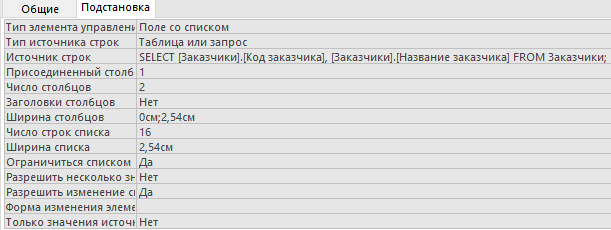 Общие Подстановка
Тип элемента управлени Поле со списком
Тип источника строк Таблица или запрос
Источник строк SELECT [Заказчики].[Код заказчика], [Заказчики].[Название заказчика] FROM Заказчики;
Присоединенный столб 1
Число столбцов 2
Заголовки столбцов Нет
Ширина столбцов 0см;2,54см
Число строк списка 16
Ширина списка 2,54см
Ограничиться списком Да
Разрешить несколько зн Нет
Разрешить изменение сп Да
Форма изменения элеме
Только значения источн Нет